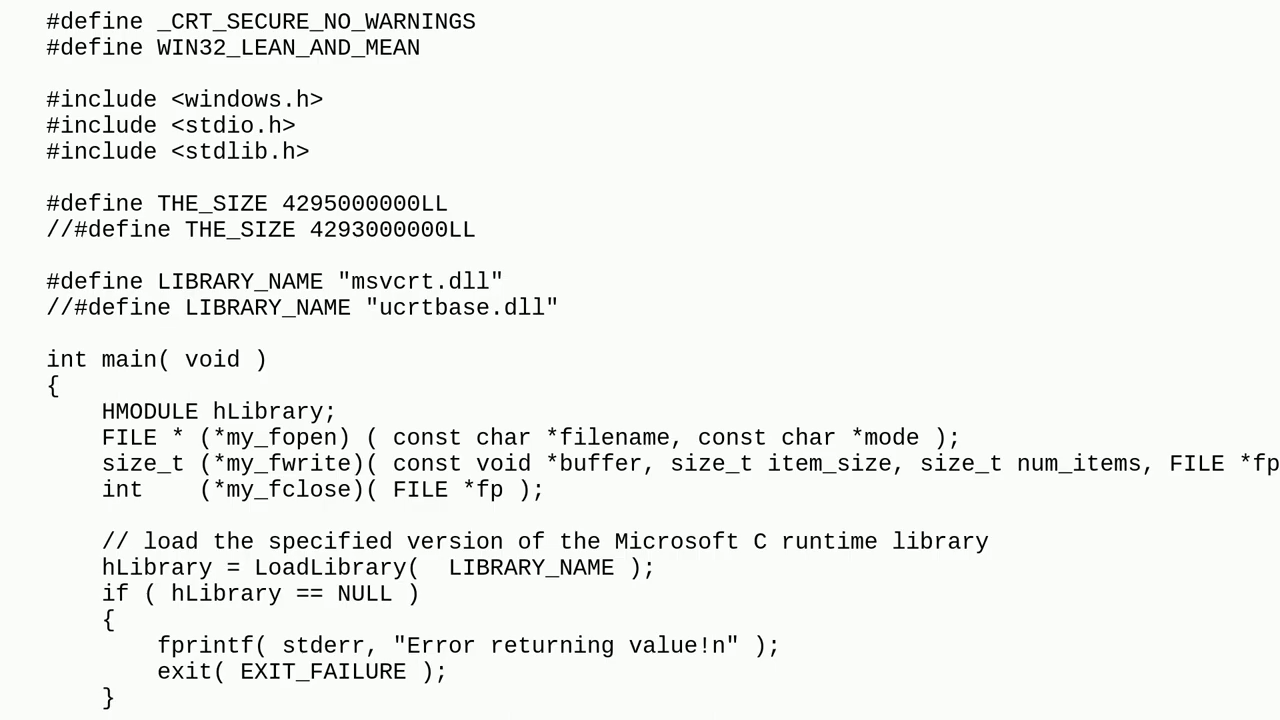 #define _CRT_SECURE_NO_WARNINGS
#define WIN32_LEAN_AND_MEAN
#include <windows.h>
#include <stdio.h>
#include <stdlib.h>
#define THE_SIZE 4295000000LL
//#define THE_SIZE 4293000000LL
#define LIBRARY_NAME "msvcrt.dll"
//#define LIBRARY_NAME "ucrtbase.dll"
int main( void )
{
    HMODULE hLibrary;
    FILE * (*my_fopen) ( const char *filename, const char *mode );
    size_t (*my_fwrite)( const void *buffer, size_t item_size, size_t num_items, FILE *fp
    int    (*my_fclose)( FILE *fp );
    // load the specified version of the Microsoft C runtime library
    hLibrary = LoadLibrary(  LIBRARY_NAME );
    if ( hLibrary == NULL )
    {
        fprintf( stderr, "Error returning value!n" );
        exit( EXIT_FAILURE );
    }